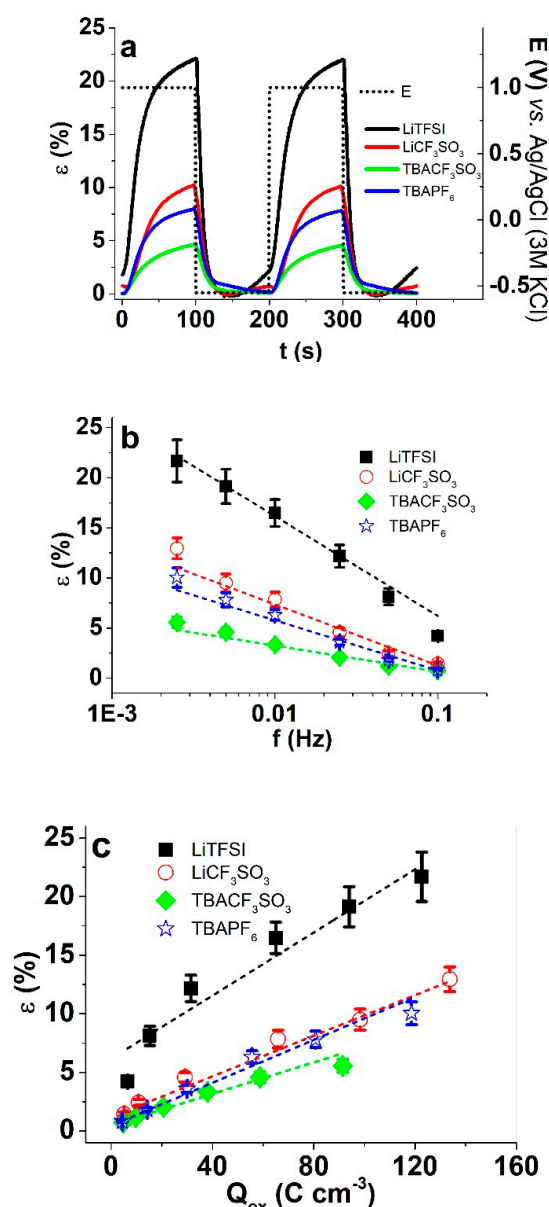 a
25
20
15
10
5
0
ε (%)
E
LiTFSI
LiCF₃SO₃
TBACF₃SO₃
TBAPF₆
1.0
0.0
-0.5
E (V) vs. Ag/AgCl (3M KCl)
0 100 200 300 400
t (s)
b
25
20
15
10
5
0
ε (%)
LiTFSI
LiCF₃SO₃
TBACF₃SO₃
TBAPF₆
1E-3 0.01 0.1
f (Hz)
c
25
20
15
10
5
0
ε (%)
LiTFSI
LiCF₃SO₃
TBACF₃SO₃
TBAPF₆
0 40 80 120 160
Qex (C cm⁻³)